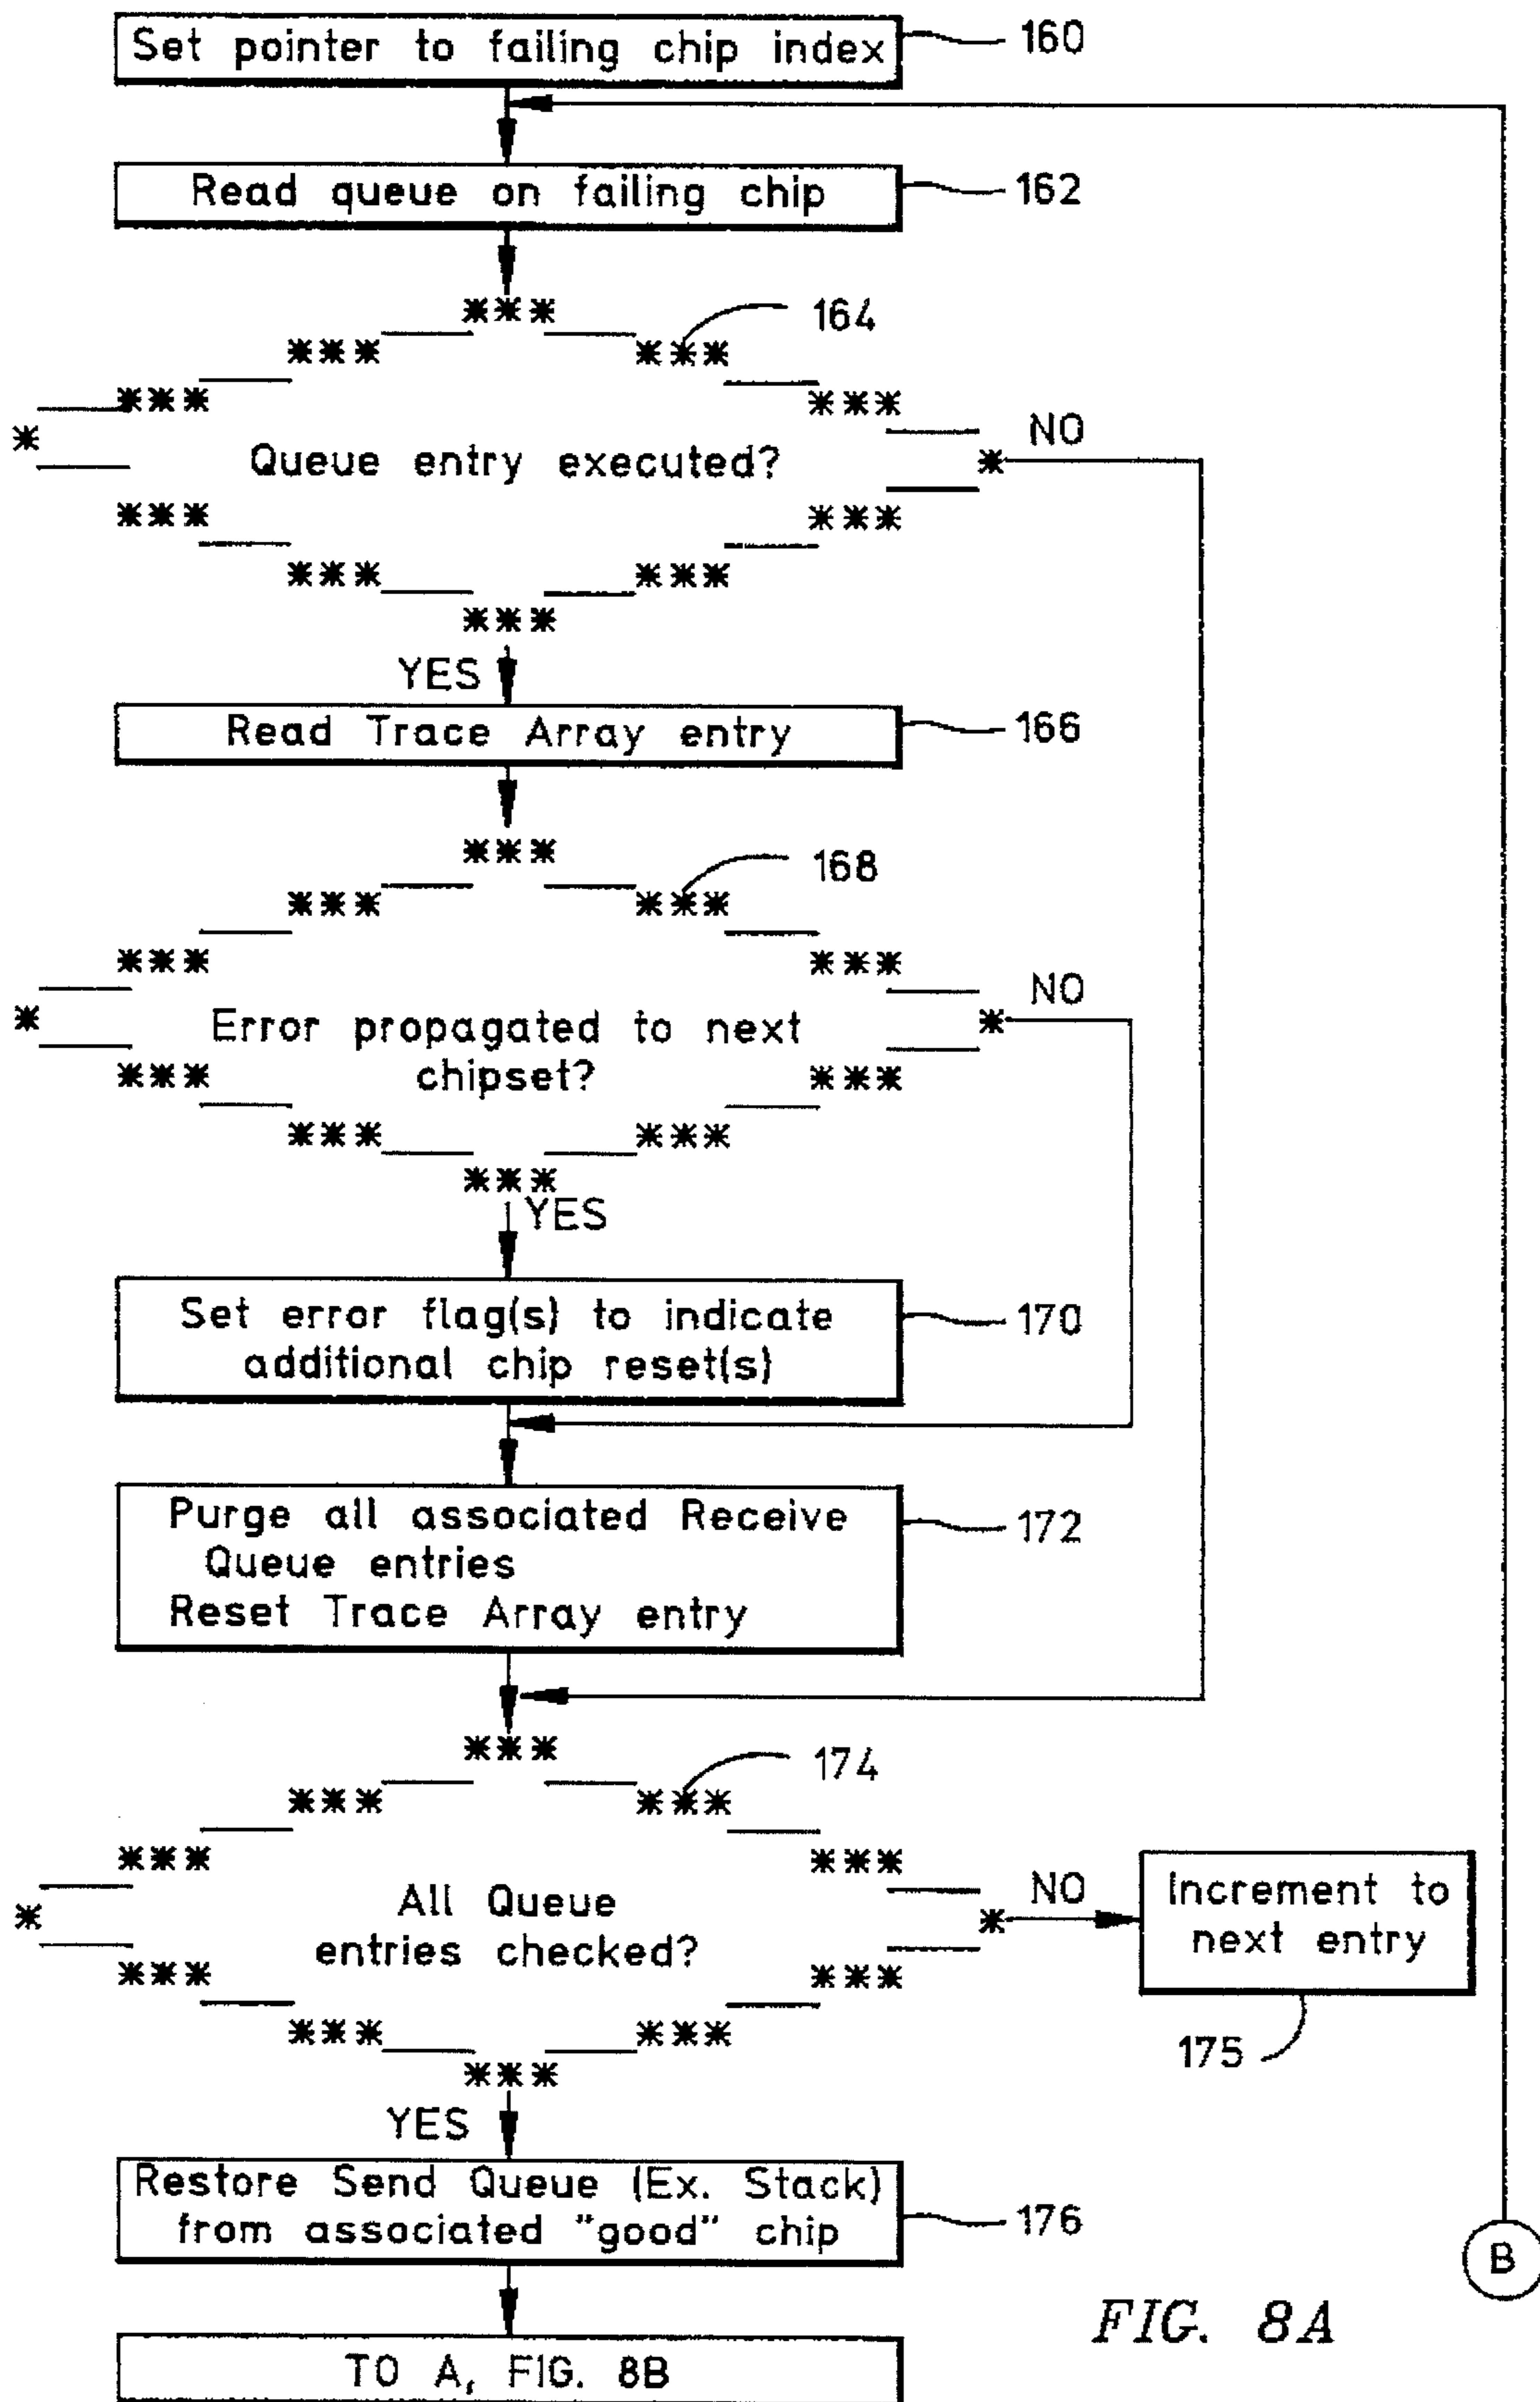 Set pointer to failing chip index
160
Read queue on failing chip
162
***
164
***
***
***
***
NO
*
Queue entry executed?
*
***
***
***
***
***
YES
Read Trace Array entry
166
***
168
***
***
***
***
NO
*
*
Error propagated to next
chipset?
***
***
***
***
***
YES
Set error flag(s) to indicate
additional chip reset(s)
170
Purge all associated Receive
Queue entries
Reset Trace Array entry
172
***
174
***
***
***
***
NO
*
*
All Queue
entries checked?
Increment to
next entry
175
***
***
***
***
***
YES
Restore Send Queue (Ex. Stack)
from associated "good" chip
176
B
FIG. 8A
TO A, FIG. 8B